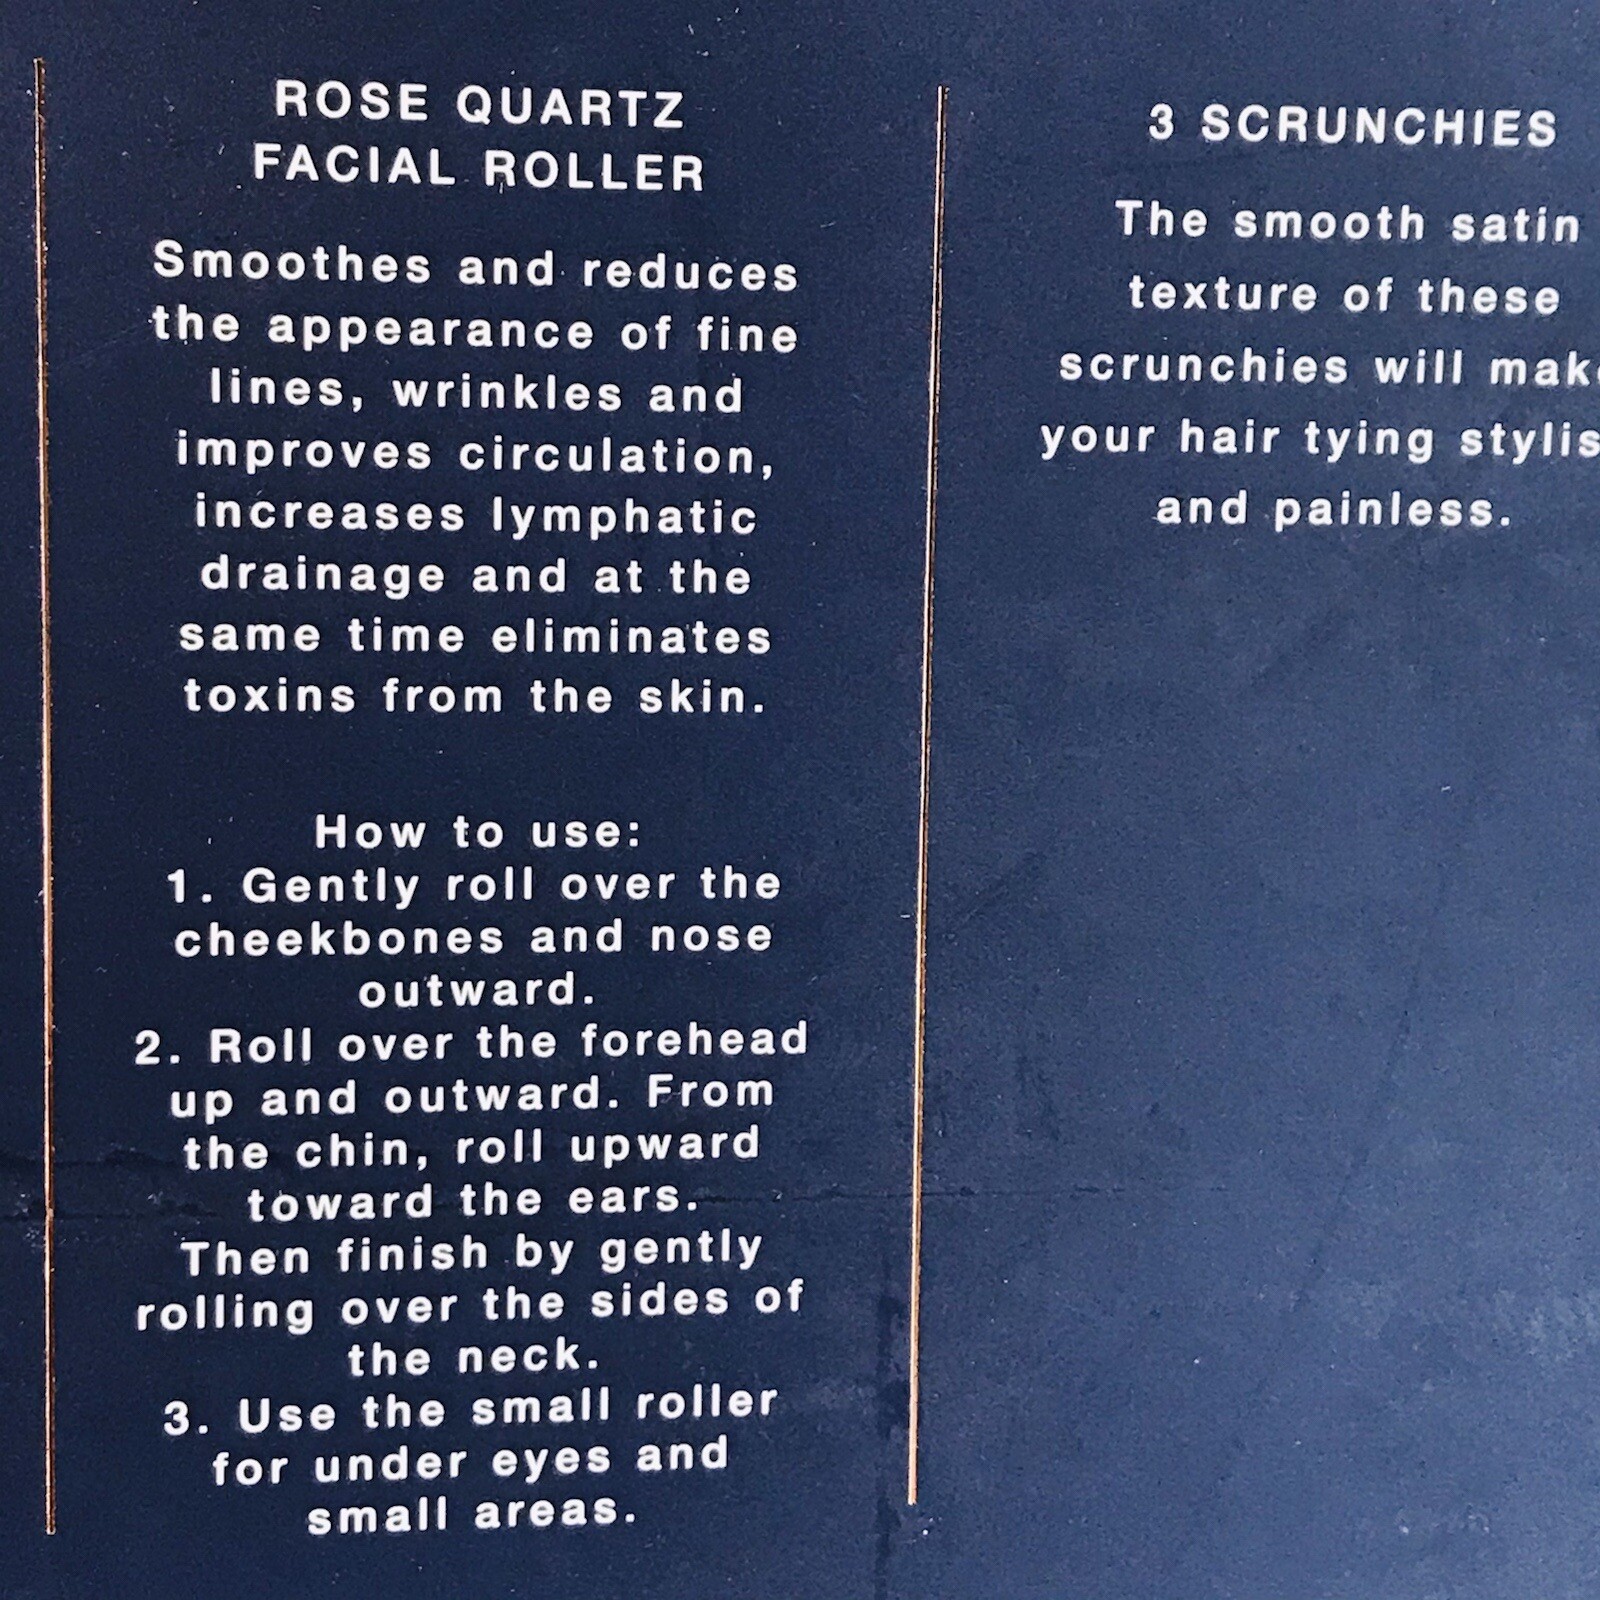 ROSE QUARTZ
FACIAL ROLLER
Smoothes and reduces
the appearance of fine
lines, wrinkles and
improves circulation,
increases lymphatic
drainage and at the
same time eliminates
toxins from the skin.
How to use:
1. Gently roll over the
cheekbones and nose
outward.
2. Roll over the forehead
up and outward. From
the chin, roll upward
toward the ears.
Then finish by gently
rolling over the sides of
the neck.
3. Use the small roller
for under eyes and
small areas.
3 SCRUNCHIES
The smooth satin
texture of these
scrunchies will
your hair tying
and painless.